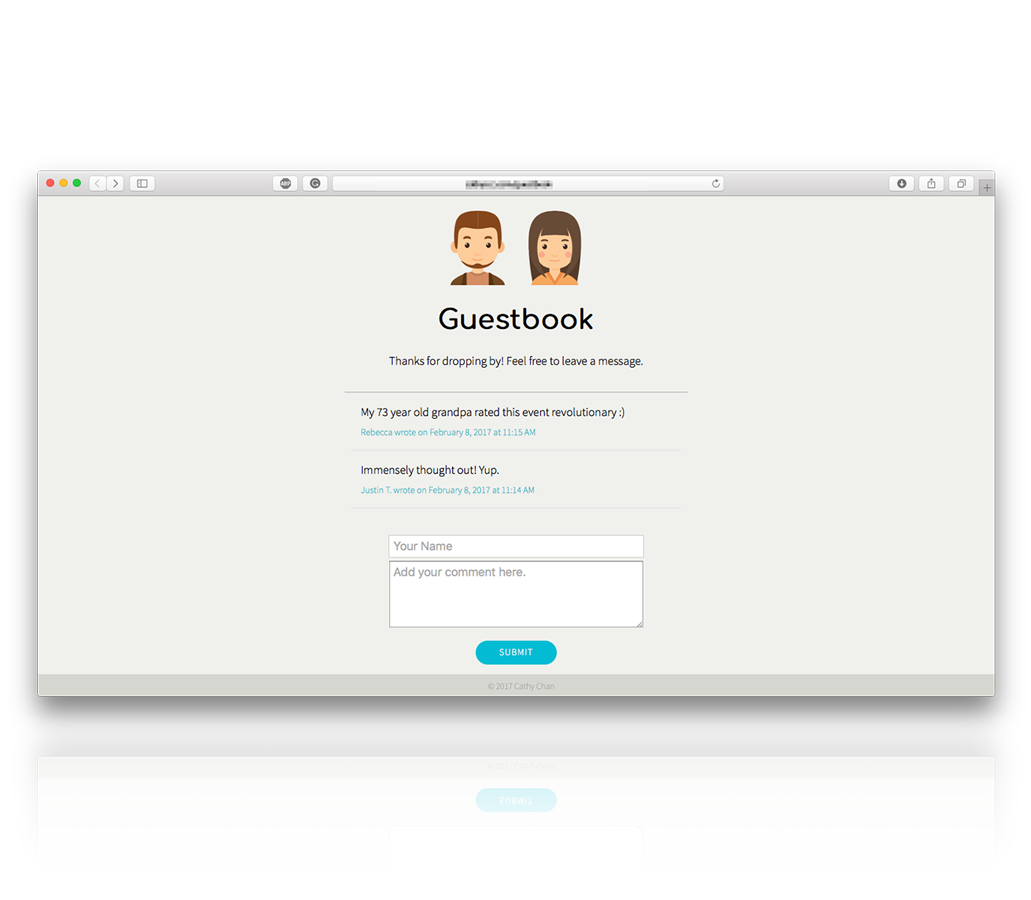 ABP
Guestbook
Thanks for dropping by! Feel free to leave a message.
My 73 year old grandpa rated this event revolutionary :)
Rebecca wrote on February 8, 2017 at 11:15 AM
Immensely thought out! Yup.
Justin T. wrote on February 8, 2017 at 11:14 AM
Your Name
Add your comment here.
SUBMIT
© 2017 Cathy Chan